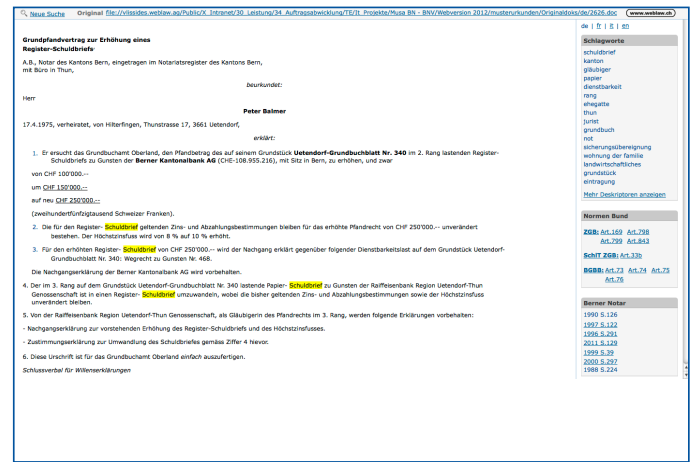 Neue Suche Original file://vlissides.weblaw.ag/Public/X_Intranet/30_Leistung/34_Auftragsabwicklung/TE/It_Projekte/Musa BN - BNV/Webversion 2012/musterurkunden/Originaldoks/de/2626.doc (www.weblaw.ch)
de | fr | it | en
Grundpfandvertrag zur Erhöhung eines
Register-Schuldbriefs
A.B., Notar des Kantons Bern, eingetragen im Notariatsregister des Kantons Bern,
mit Büro in Thun,
beurkundet:
Herr
Peter Balmer
17.4.1975, verheiratet, von Hilterfingen, Thunstrasse 17, 3661 Uetendorf,
erklärt:
1. Er ersucht das Grundbuchamt Oberland, den Pfandbetrag des auf seinem Grundstück Uetendorf-Grundbuchblatt Nr. 340 im 2. Rang lastenden Register-
Schuldbriefs zu Gunsten der Berner Kantonalbank AG (CHE-108.955.216), mit Sitz in Bern, zu erhöhen, und zwar
von CHF 100'000.--
um CHF 150'000.--
auf neu CHF 250'000.--
(zweihundertfünfzigtausend Schweizer Franken).
2. Die für den Register- Schuldbrief geltenden Zins- und Abzahlungsbestimmungen bleiben für das erhöhte Pfandrecht von CHF 250'000.-- unverändert
bestehen. Der Höchstzins wird von 8 % auf 10 % erhöht.
3. Für den erhöhten Register- Schuldbrief von CHF 250'000.-- wird der Nachgang erklärt gegenüber folgender Dienstbarkeitslast auf dem Grundstück Uetendorf-
Grundbuchblatt Nr. 340: Wegrecht zu Gunsten Nr. 468.
Die Nachgangserklärung der Berner Kantonalbank AG wird vorbehalten.
4. Der im 3. Rang auf dem Grundstück Uetendorf-Grundbuchblatt Nr. 340 lastende Papier- Schuldbrief zu Gunsten der Raiffeisenbank Region Uetendorf-Thun
Genossenschaft ist in einen Register- Schuldbrief umzuwandeln, wobei die bisher geltenden Zins- und Abzahlungsbestimmungen sowie der Höchstzinsfuss
unverändert bleiben.
5. Von der Raiffeisenbank Region Uetendorf-Thun Genossenschaft, als Gläubigerin des Pfandrechts im 3. Rang, werden folgende Erklärungen vorbehalten:
- Nachgangserklärung zur vorstehenden Erhöhung des Register-Schuldbriefs und des Höchstzinsfusses.
- Zustimmungserklärung zur Umwandlung des Schuldbriefes gemäss Ziffer 4 hievor.
6. Diese Urschrift ist für das Grundbuchamt Oberland einfach auszufertigen.
Schlussverbal für Willenserklärungen
Schlagworte
schuldbrief
kanton
gläubiger
papier
dienstbarkeit
rang
ehegatte
thun
jurist
grundbuch
not
sicherungsübereignung
wohnung der familie
landwirtschaftliches
grundstück
eintragung
Mehr Deskriptoren anzeigen
Normen Bund
ZGB: Art.169 Art.798
Art.799 Art.843
SchlT ZGB: Art.33b
BGBB: Art.73 Art.74 Art.75
Art.76
Berner Notar
1990 S.126
1997 S.122
1996 S.291
2011 S.129
1999 S.39
2000 S.297
1988 S.224